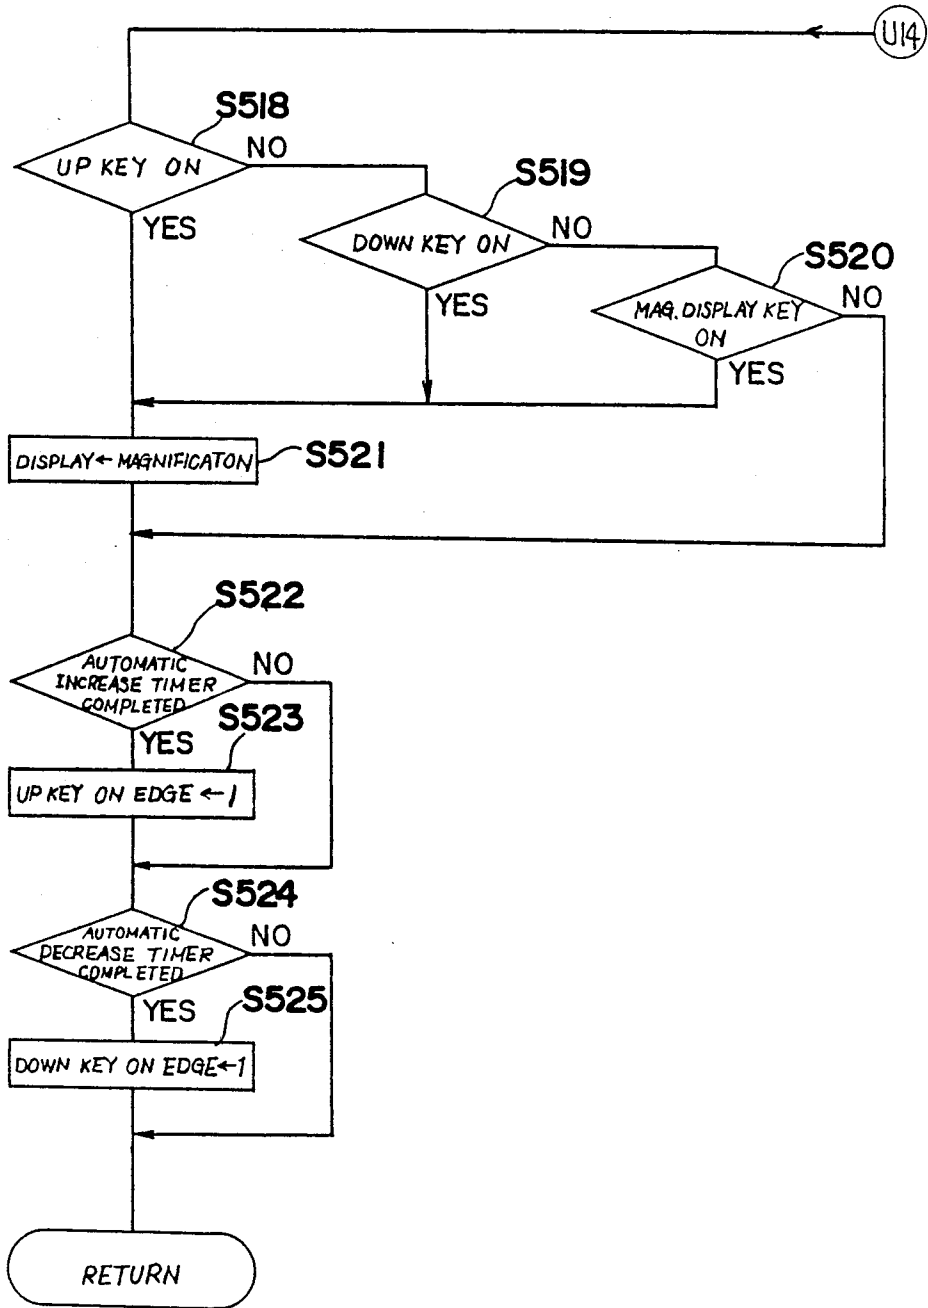 U14
S518
UP KEY ON
NO
YES
S519
DOWN KEY ON
NO
YES
S520
MAG. DISPLAY KEY
ON
NO
YES
DISPLAY←MAGNIFICATON
S521
S522
AUTOMATIC
INCREASE TIMER
COMPLETED
NO
YES
S523
UP KEY ON EDGE ←1
S524
AUTOMATIC
DECREASE TIMER
COMPLETED
NO
YES
S525
DOWN KEY ON EDGE←1
RETURN